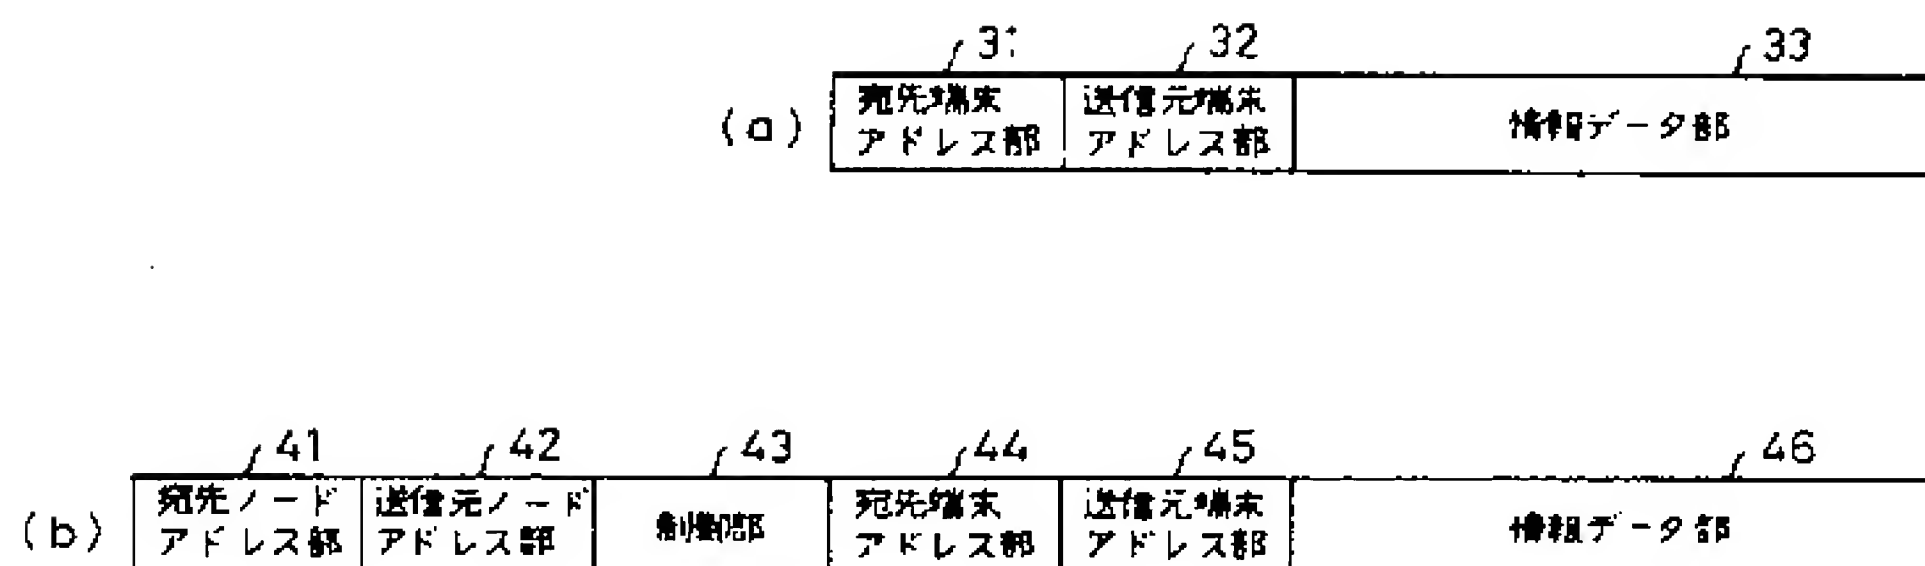 31 32 33
(a) 宛先端末 送信元端末 情報データ部
アドレス部 アドレス部
41 42 43 44 45 46
(b) 宛先ノード 送信元ノード 制御部 宛先端末 送信元端末 情報データ部
アドレス部 アドレス部 アドレス部 アドレス部